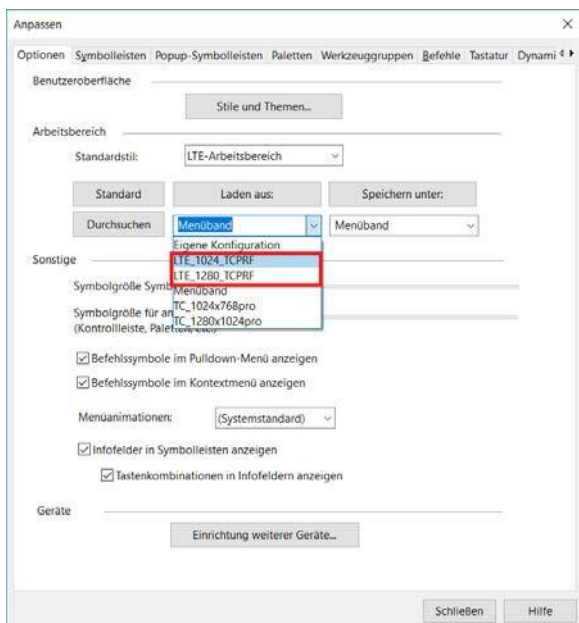 Anpassen
Optionen Symbolleisten Popup-Symbolleisten Paletten Werkzeuggruppen Befehle Tastatur Dynami
Benutzeroberfläche
Stile und Themen...
Arbeitsbereich
Standardstil: LTE-Arbeitsbereich
Standard Laden aus: Speichern unter:
Durchsuchen Menüband Menüband
Eigene Konfiguration
Sonstige LTE_1024_TCPRF
LTE_1280_TCPRF
Symbolgröße Symb Menüband
Symbolgröße für an TC_1024x768pro
(Kontrollleiste, Paletten, etc.) TC_1280x1024pro
Befehlssymbole im Pulldown-Menü anzeigen
Befehlssymbole im Kontextmenü anzeigen
Menüanimationen: (Systemstandard)
Infofelder in Symbolleisten anzeigen
Tastenkombinationen in Infofeldern anzeigen
Geräte
Einrichtung weiterer Geräte...
Schließen Hilfe